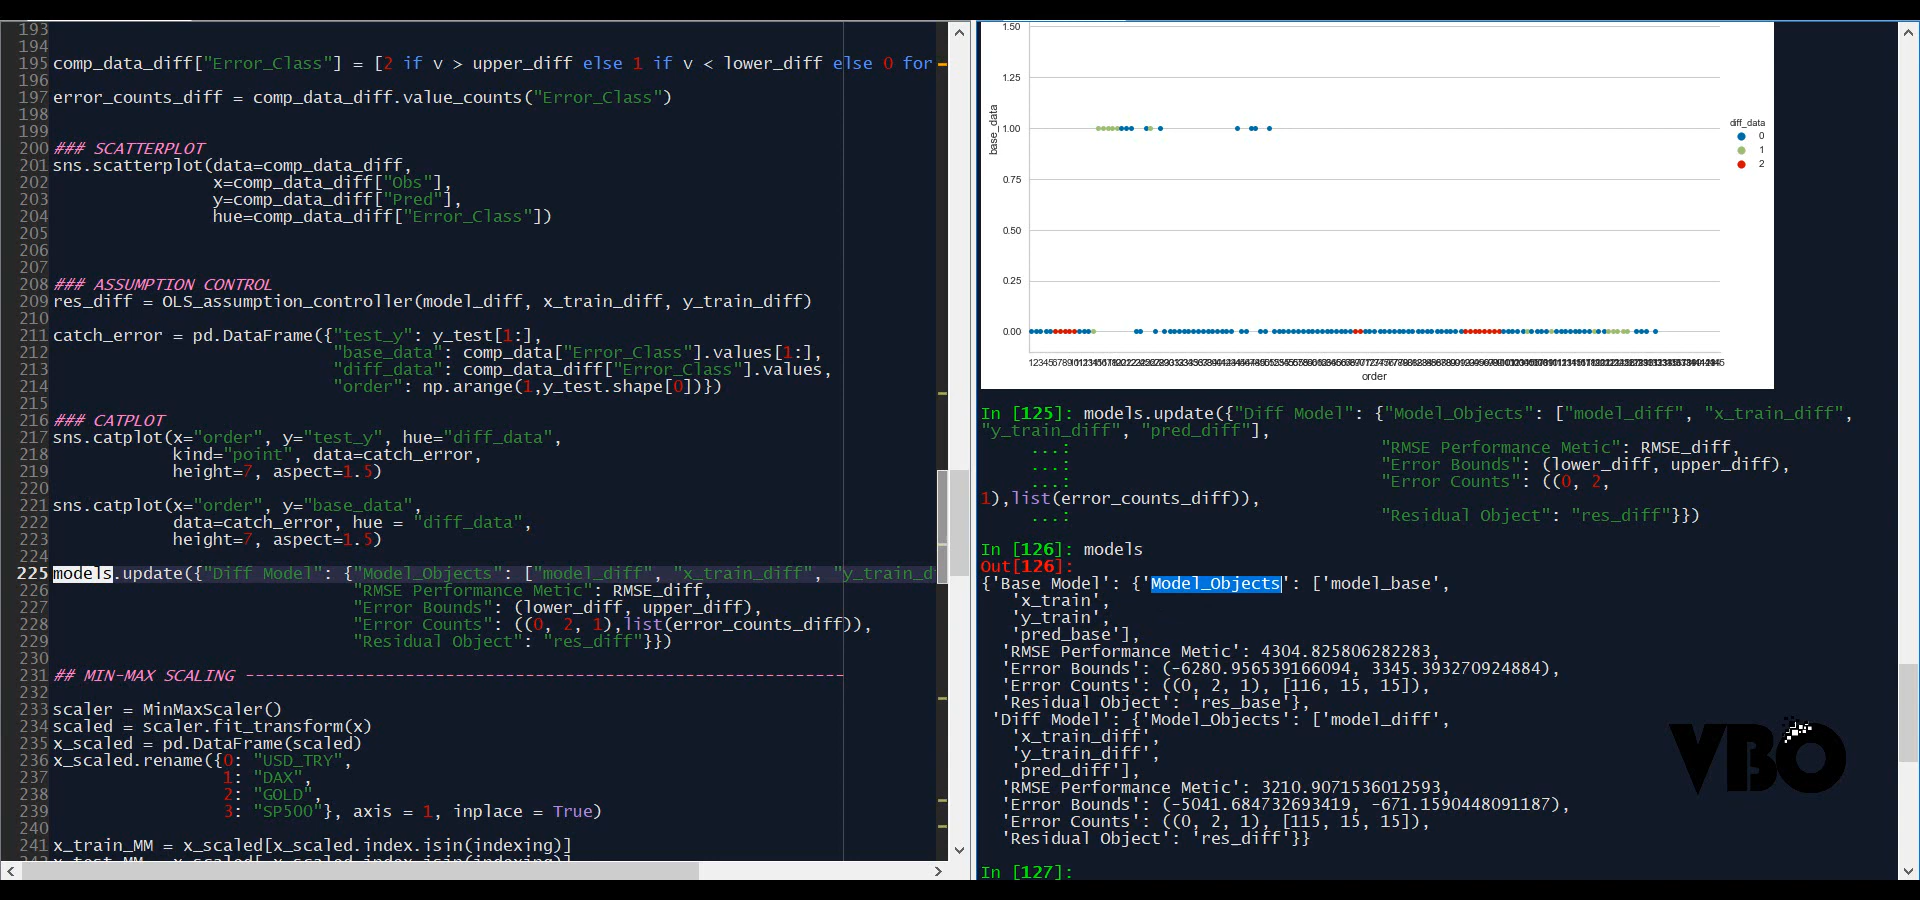 193
194
195 comp_data_diff["Error_Class"] = [2 if v > upper_diff else 1 if v < lower_diff else 0 for
196
197 error_counts_diff = comp_data_diff.value_counts("Error_Class")
198
199
200 ### SCATTERPLOT
201 sns.scatterplot(data=comp_data_diff,
202 x=comp_data_diff["Obs"],
203 y=comp_data_diff["Pred"],
204 hue=comp_data_diff["Error_Class"])
205
206
207
208 ### ASSUMPTION CONTROL
209 res_diff = OLS_assumption_controller(model_diff, x_train_diff, y_train_diff)
210
211 catch_error = pd.DataFrame({"test_y": y_test[1:],
212 "base_data": comp_data["Error_Class"].values[1:],
213 "diff_data": comp_data_diff["Error_Class"].values,
214 "order": np.arange(1,y_test.shape[0])})
215
216 ### CATPLOT
217 sns.catplot(x="order", y="test_y", hue="diff_data",
218 kind="point", data=catch_error,
219 height=7, aspect=1.5)
220
221 sns.catplot(x="order", y="base_data",
222 data=catch_error, hue = "diff_data",
223 height=7, aspect=1.5)
224
225 models.update({"Diff Model": {"Model_Objects": ["model_diff", "x_train_diff", "y_train_d
226 "RMSE Performance Metic": RMSE_diff,
227 "Error Bounds": (lower_diff, upper_diff),
228 "Error Counts": ((0, 2, 1),list(error_counts_diff)),
229 "Residual Object": "res_diff"}})
230
231 ## MIN-MAX SCALING ------------------------------------------------------------
232
233 scaler = MinMaxScaler()
234 scaled = scaler.fit_transform(x)
235 x_scaled = pd.DataFrame(scaled)
236 x_scaled.rename({0: "USD_TRY",
237 1: "DAX",
238 2: "GOLD",
239 3: "SP500"}, axis = 1, inplace = True)
240
241 x_train_MM = x_scaled[x_scaled.index.isin(indexing)]
1.50
1.25
1.00
0.75
0.50
0.25
0.00
base_data
order
diff_data
0
1
2
In [125]: models.update({"Diff Model": {"Model_Objects": ["model_diff", "x_train_diff",
"y_train_diff", "pred_diff"],
...: "RMSE Performance Metic": RMSE_diff,
...: "Error Bounds": (lower_diff, upper_diff),
...: "Error Counts": ((0, 2,
1),list(error_counts_diff)),
...: "Residual Object": "res_diff"}})
In [126]: models
Out[126]:
{'Base Model': {'Model_Objects': ['model_base',
'x_train',
'y_train',
'pred_base'],
'RMSE Performance Metic': 4304.825806282283,
'Error Bounds': (-6280.956539166094, 3345.393270924884),
'Error Counts': ((0, 2, 1), [116, 15, 15]),
'Residual Object': 'res_base'},
'Diff Model': {'Model_Objects': ['model_diff',
'x_train_diff',
'y_train_diff',
'pred_diff'],
'RMSE Performance Metic': 3210.9071536012593,
'Error Bounds': (-5041.684732693419, -671.1590448091187),
'Error Counts': ((0, 2, 1), [115, 15, 15]),
'Residual Object': 'res_diff'}}
In [127]:
VBO